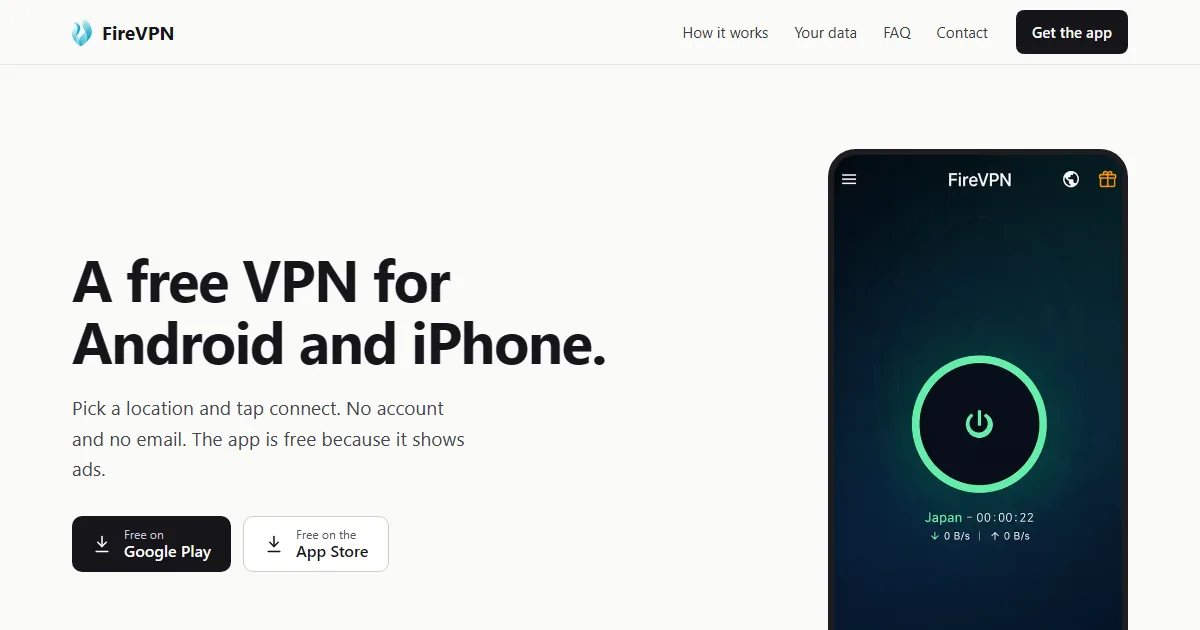 FireVPN
How it works
Your data
FAQ
Contact
Get the app
A free VPN for
Android and iPhone.
Pick a location and tap connect. No account
and no email. The app is free because it shows
ads.
Free on
Google Play
Free on the
App Store
FireVPN
Japan - 00:00:22
↓ 0 B/s | ↑ 0 B/s